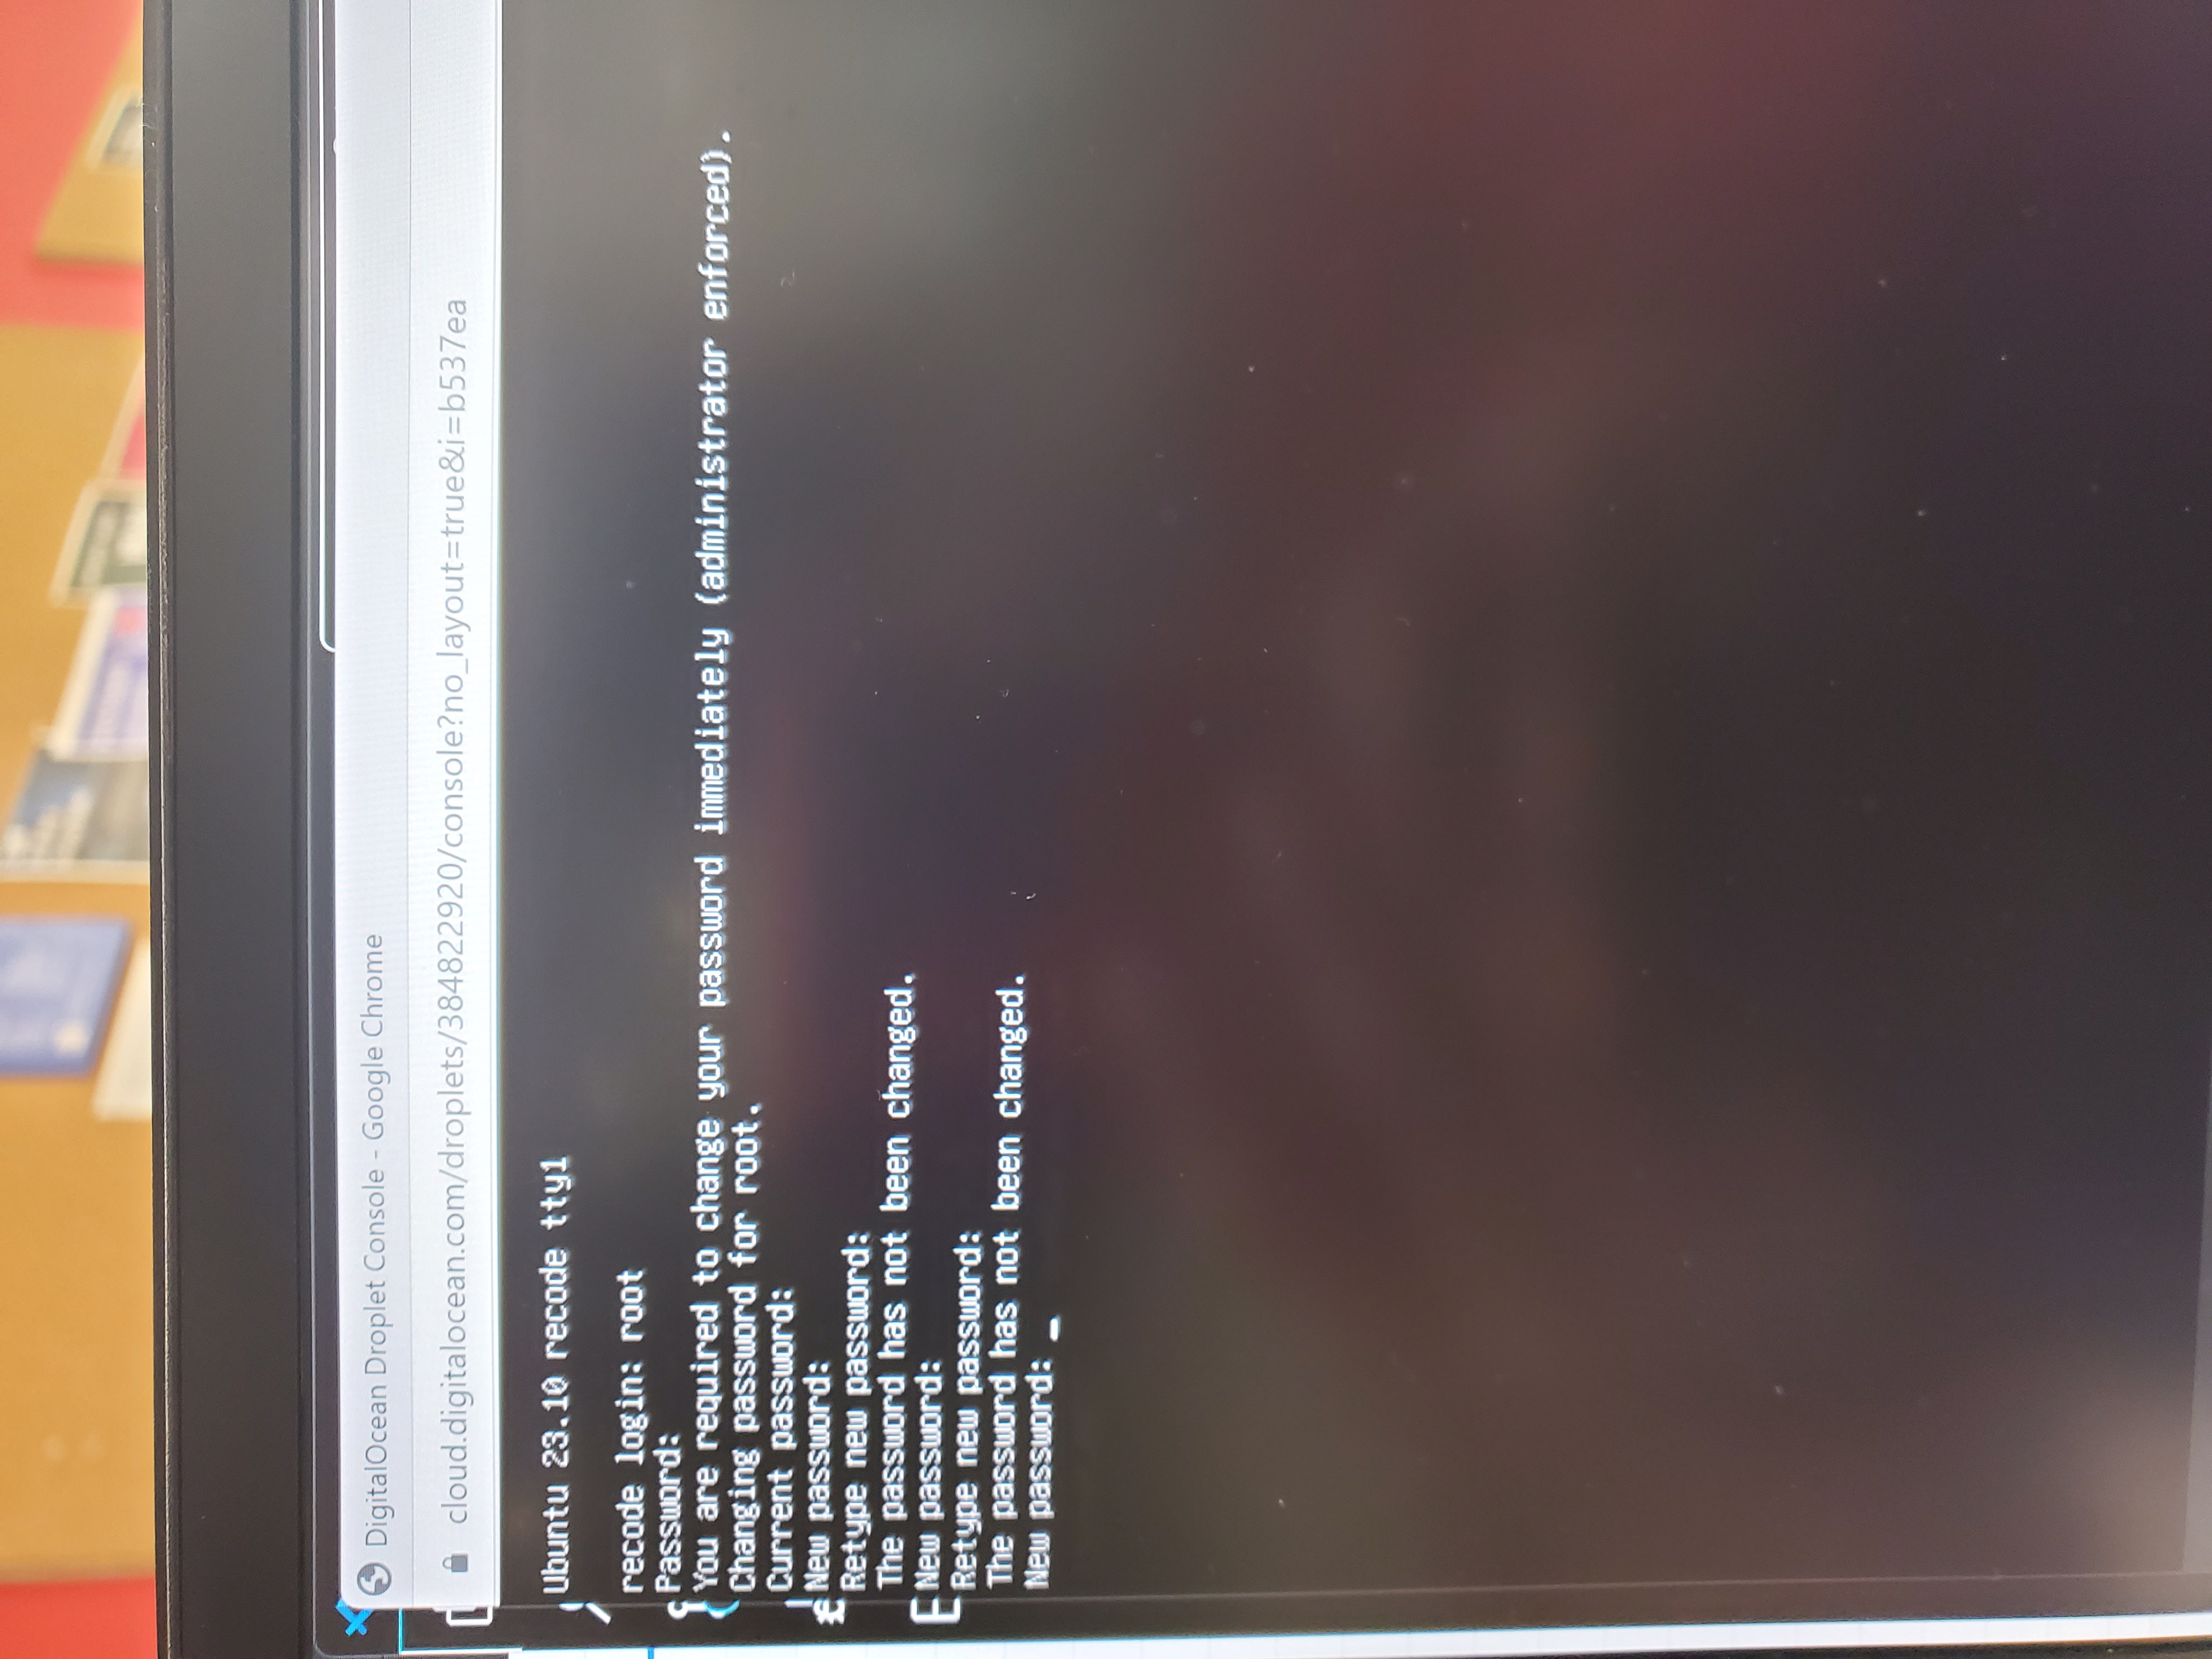 DigitalOcean Droplet Console - Google Chrome
cloud.digitalocean.com/droplets/384822920/console?no_layout=true&i=b537ea
Ubuntu 23.10 recode tty1
recode login: root
Password:
You are required to change your password immediately (administrator enforced).
Changing password for root.
Current password:
New password:
Retype new password:
The password has not been changed.
New password:
Retype new password:
The password has not been changed.
New password: _